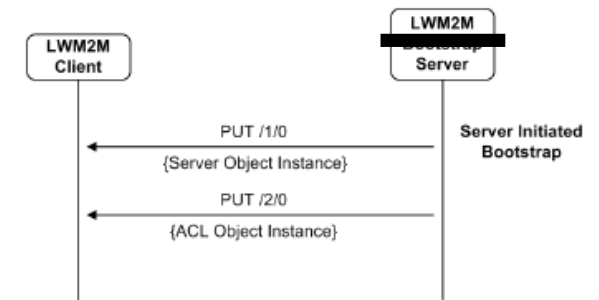 LWM2M
Client
LWM2M
Server
PUT /1/0
{Server Object Instance}
Server Initiated
Bootstrap
PUT /2/0
{ACL Object Instance}